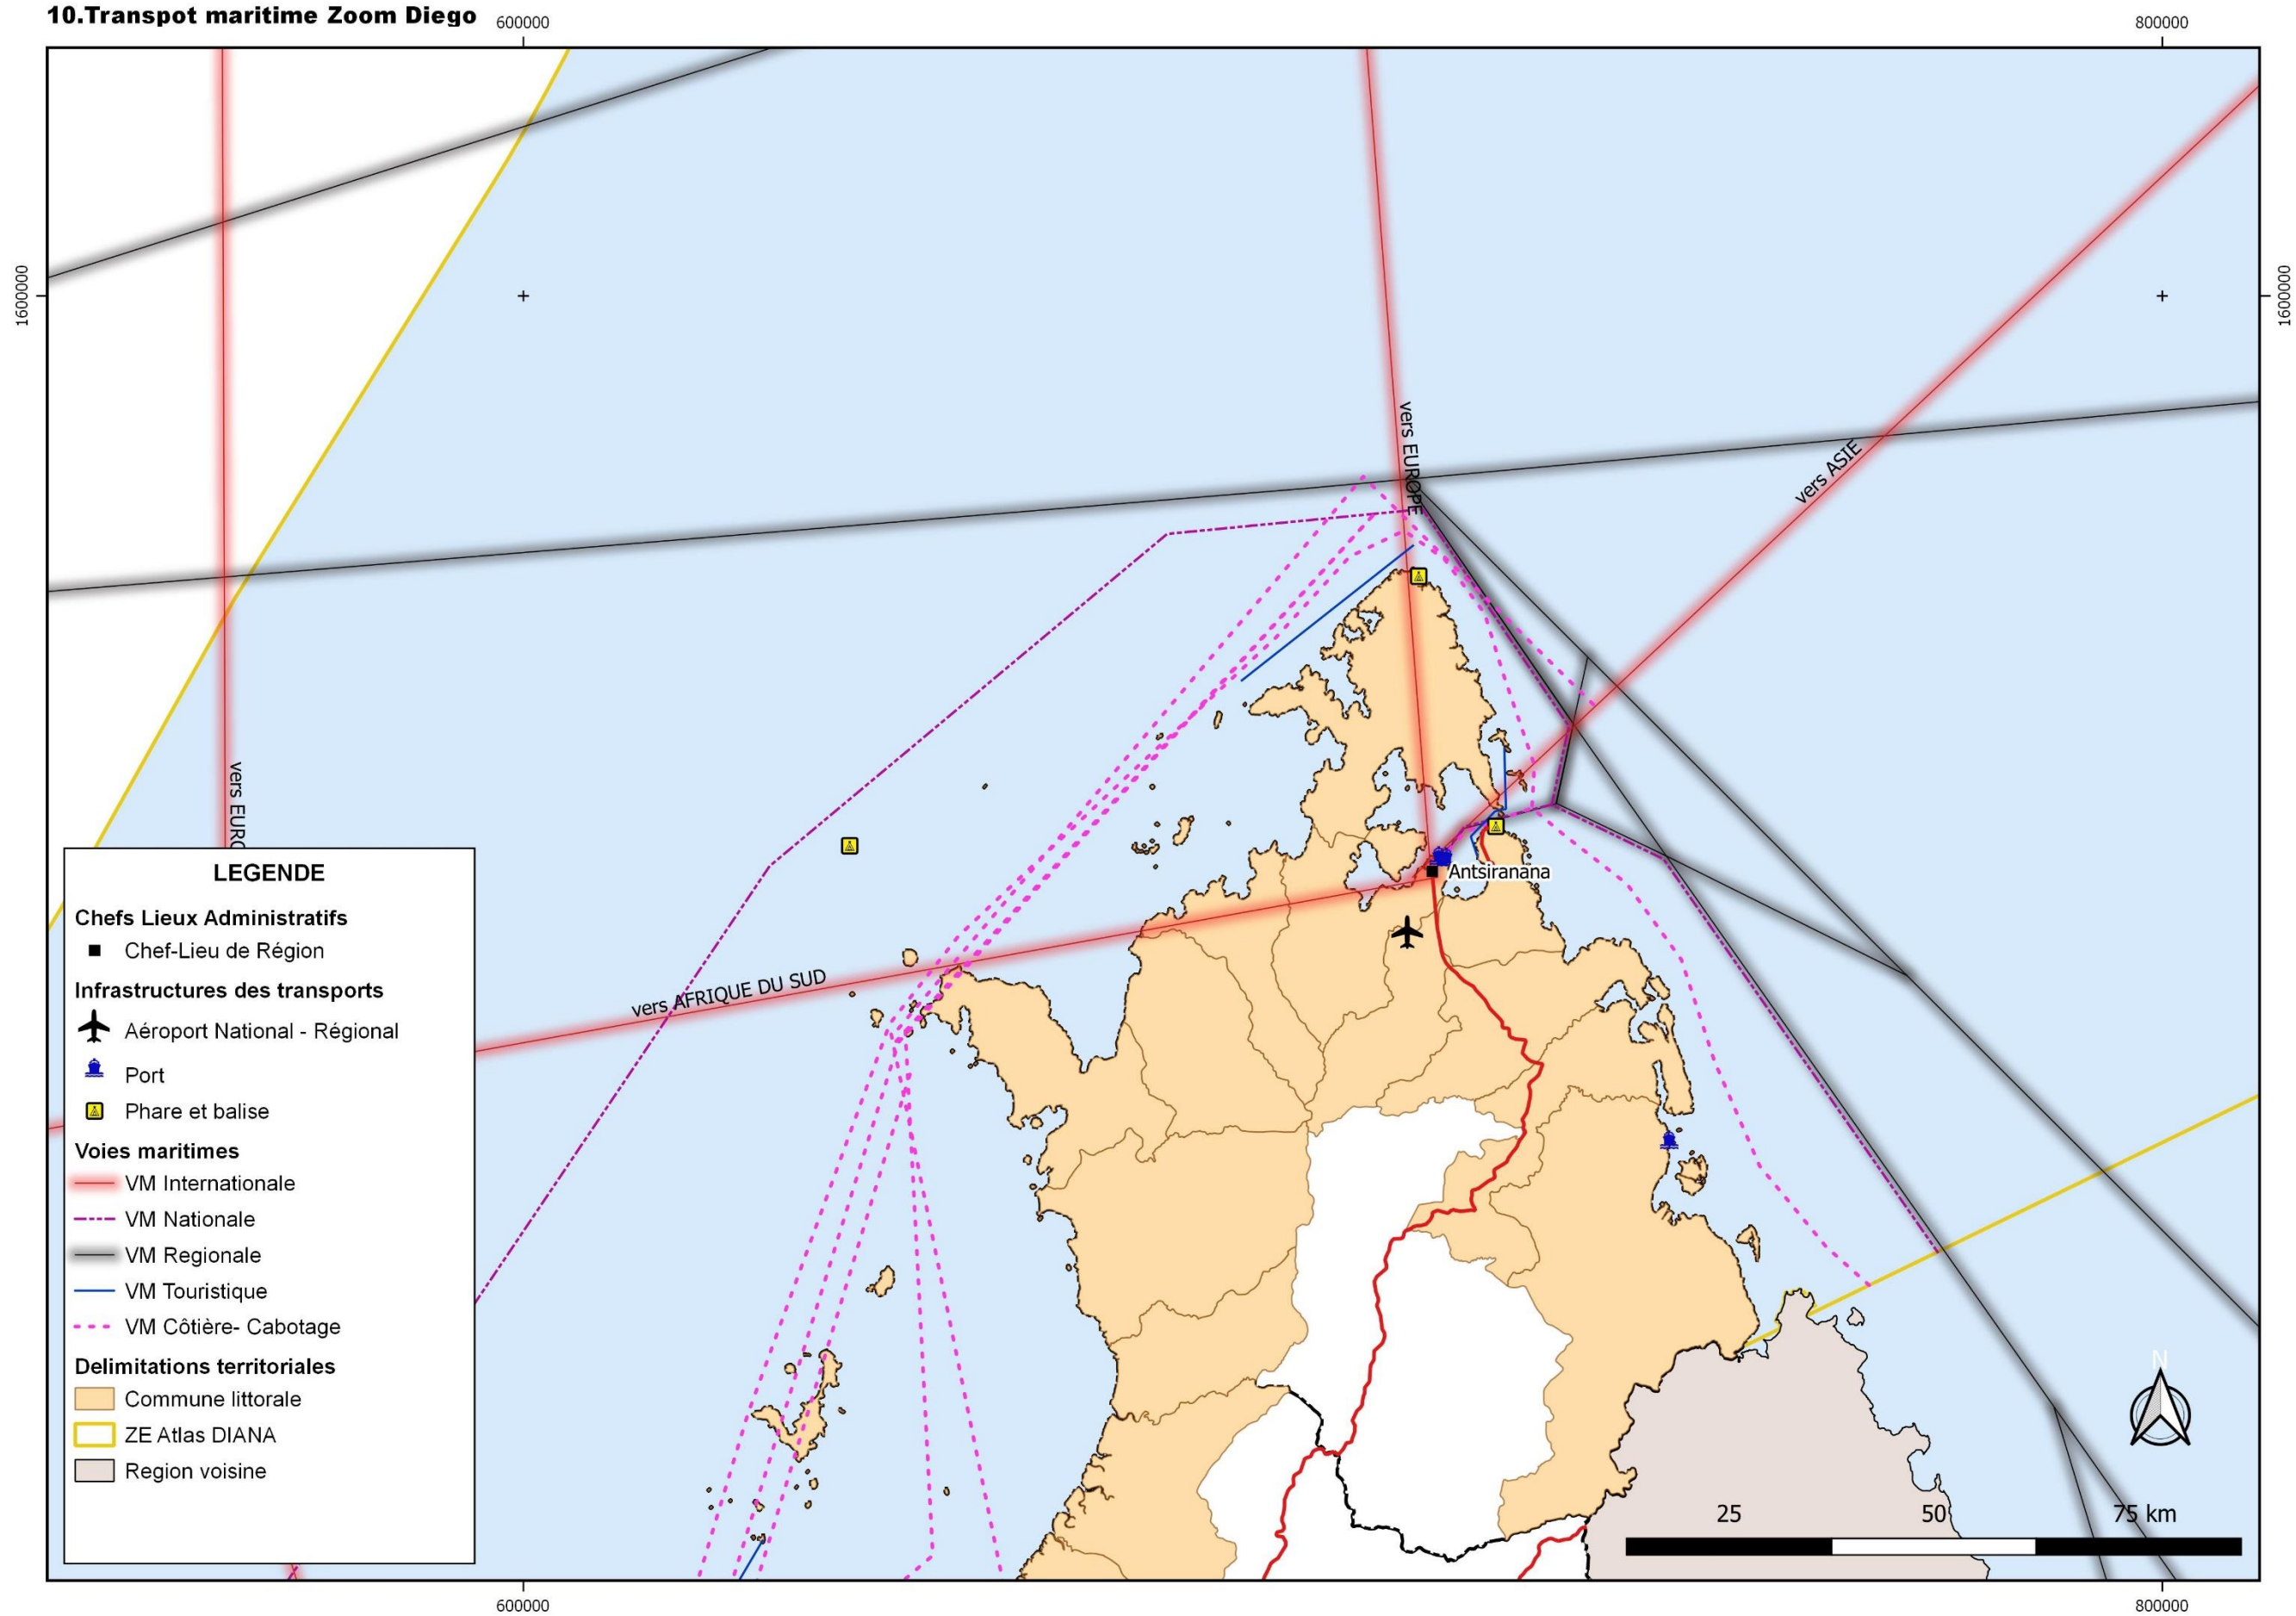 10.Transpot maritime Zoom Diego
600000
800000
1600000
1600000
vers EUROPE
vers ASIE
vers EURO
Antsiranana
vers AFRIQUE DU SUD
LEGENDE
Chefs Lieux Administratifs
Chef-Lieu de Région
Infrastructures des transports
Aéroport National - Régional
Port
Phare et balise
Voies maritimes
VM Internationale
VM Nationale
VM Regionale
VM Touristique
VM Côtière- Cabotage
Delimitations territoriales
Commune littorale
ZE Atlas DIANA
Region voisine
N
25 50 75 km
600000
800000